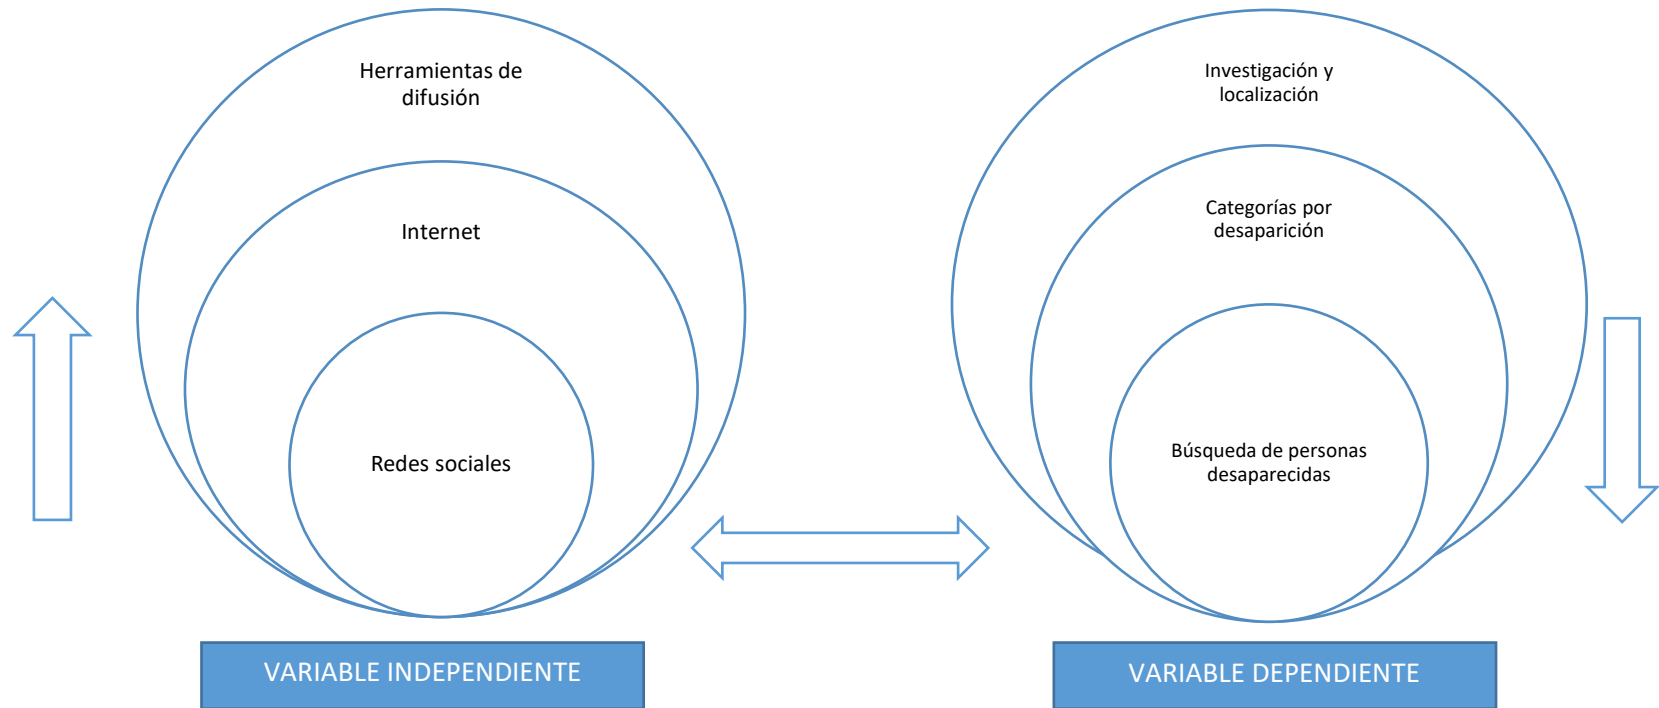 Herramientas de
difusión
Internet
Redes sociales
VARIABLE INDEPENDIENTE
Investigación y
localización
Categorías por
desaparición
Búsqueda de personas
desaparecidas
VARIABLE DEPENDIENTE